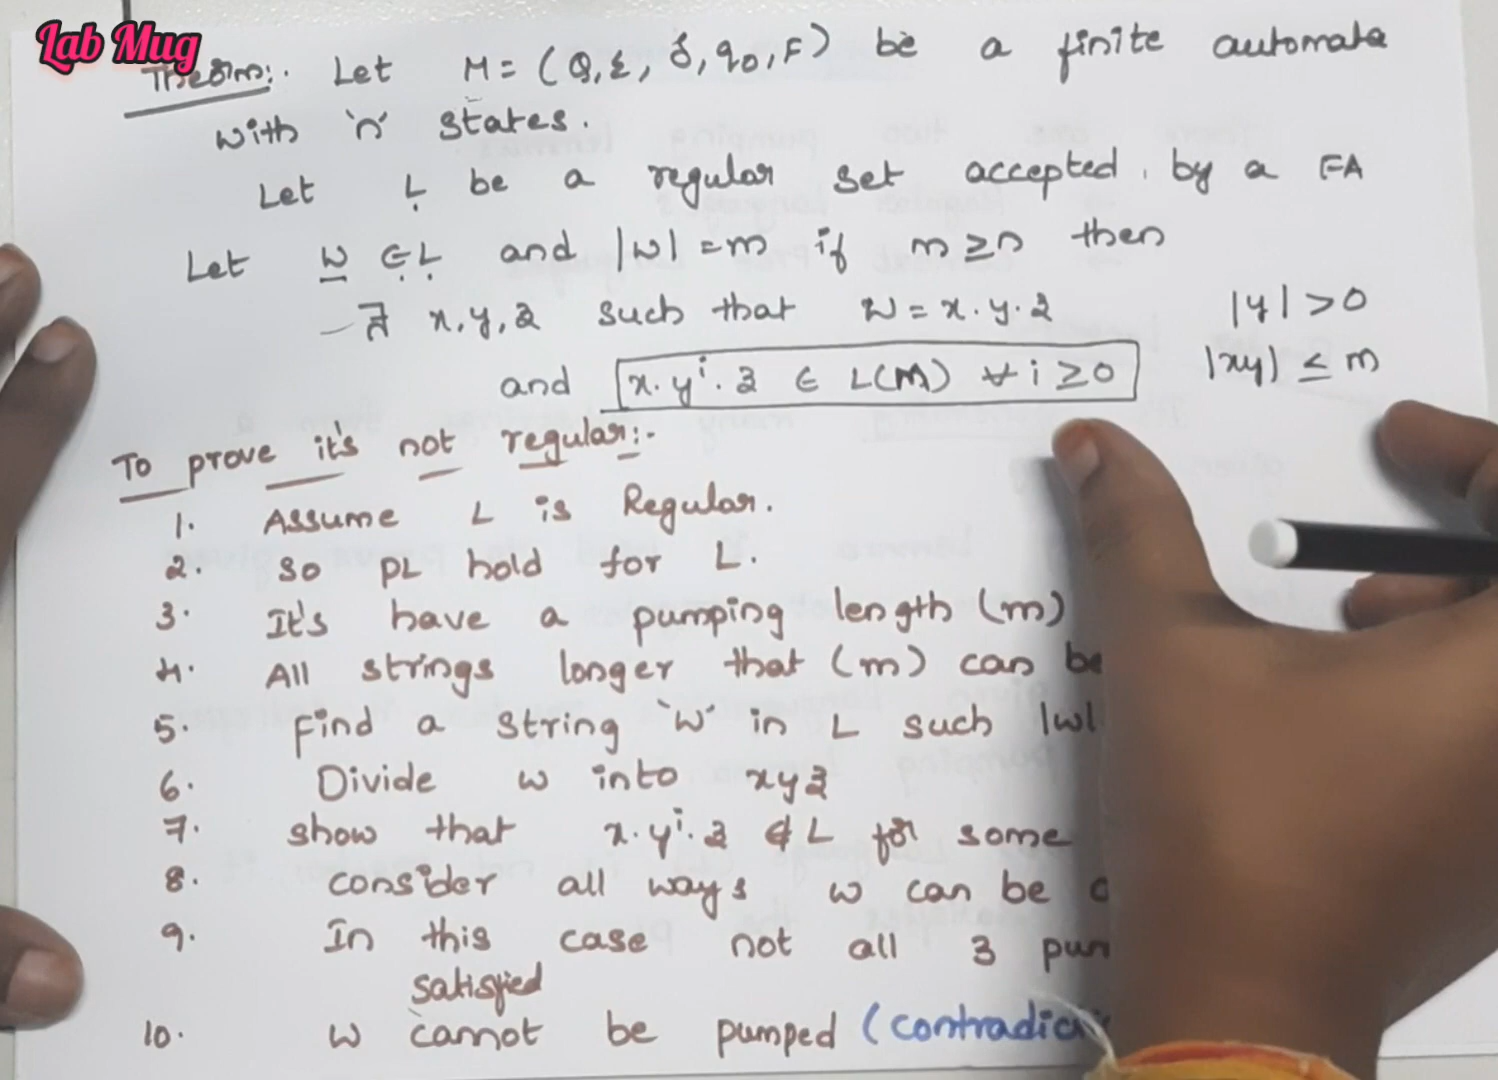 Lab Mug
Theorm:. Let M = (Q, Σ, δ, q0, F) be a finite automata
with 'n' states.
Let L be a regular set accepted by a FA
Let w ∈ L and |w| = m if m ≥ n then
∃ x, y, z such that w = x.y.z |y| > 0
and x.yⁱ.z ∈ L(M) ∀ i ≥ 0 |xy| ≤ m
To prove it's not regular:-
1. Assume L is Regular.
2. So PL hold for L.
3. It's have a pumping length (m)
4. All strings longer that (m) can be
5. find a string 'w' in L such |w|
6. Divide w into xyz
7. show that x.yⁱ.z ∉ L for some
8. consider all ways w can be
9. In this case not all 3
satisfied
10. w cannot be pumped